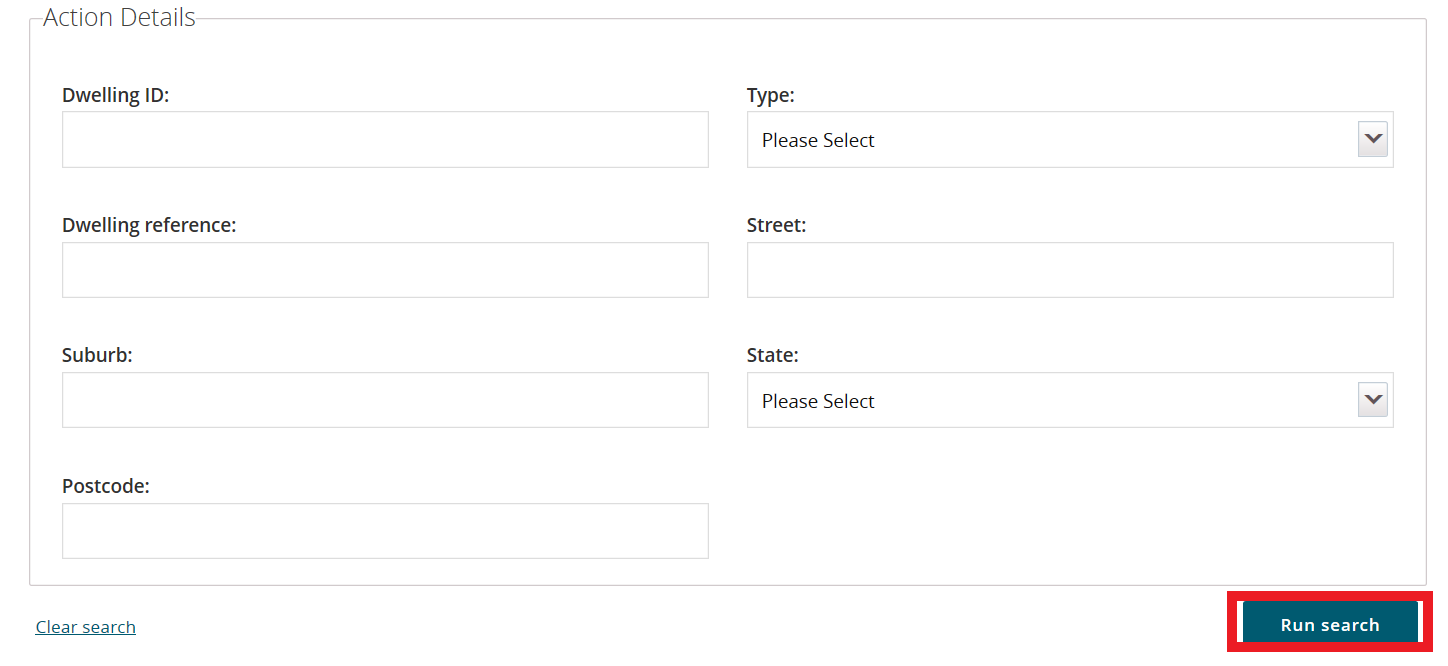 Action Details
Dwelling ID:
Type:
Please Select
Dwelling reference:
Street:
Suburb:
State:
Please Select
Postcode:
Clear search
Run search